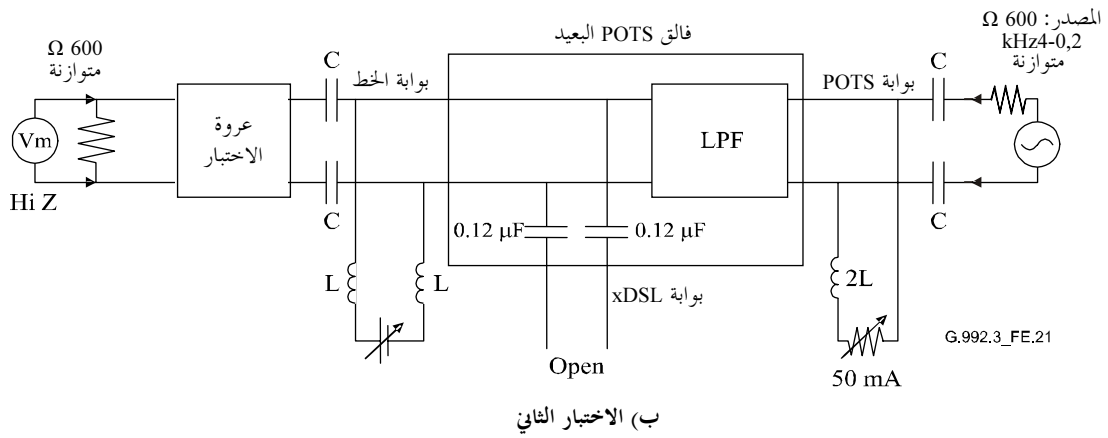 فالق POTS البعيد
المصدر: 600 Ω
kHz4-0,2
متوازنة
600 Ω
متوازنة
C
بوابة الخط
بوابة POTS
C
Vm
عروة
الاختبار
LPF
Hi Z
C
C
0.12 µF
0.12 µF
L
L
بوابة xDSL
2L
G.992.3_FE.21
Open
50 mA
ب) الاختبار الثاني